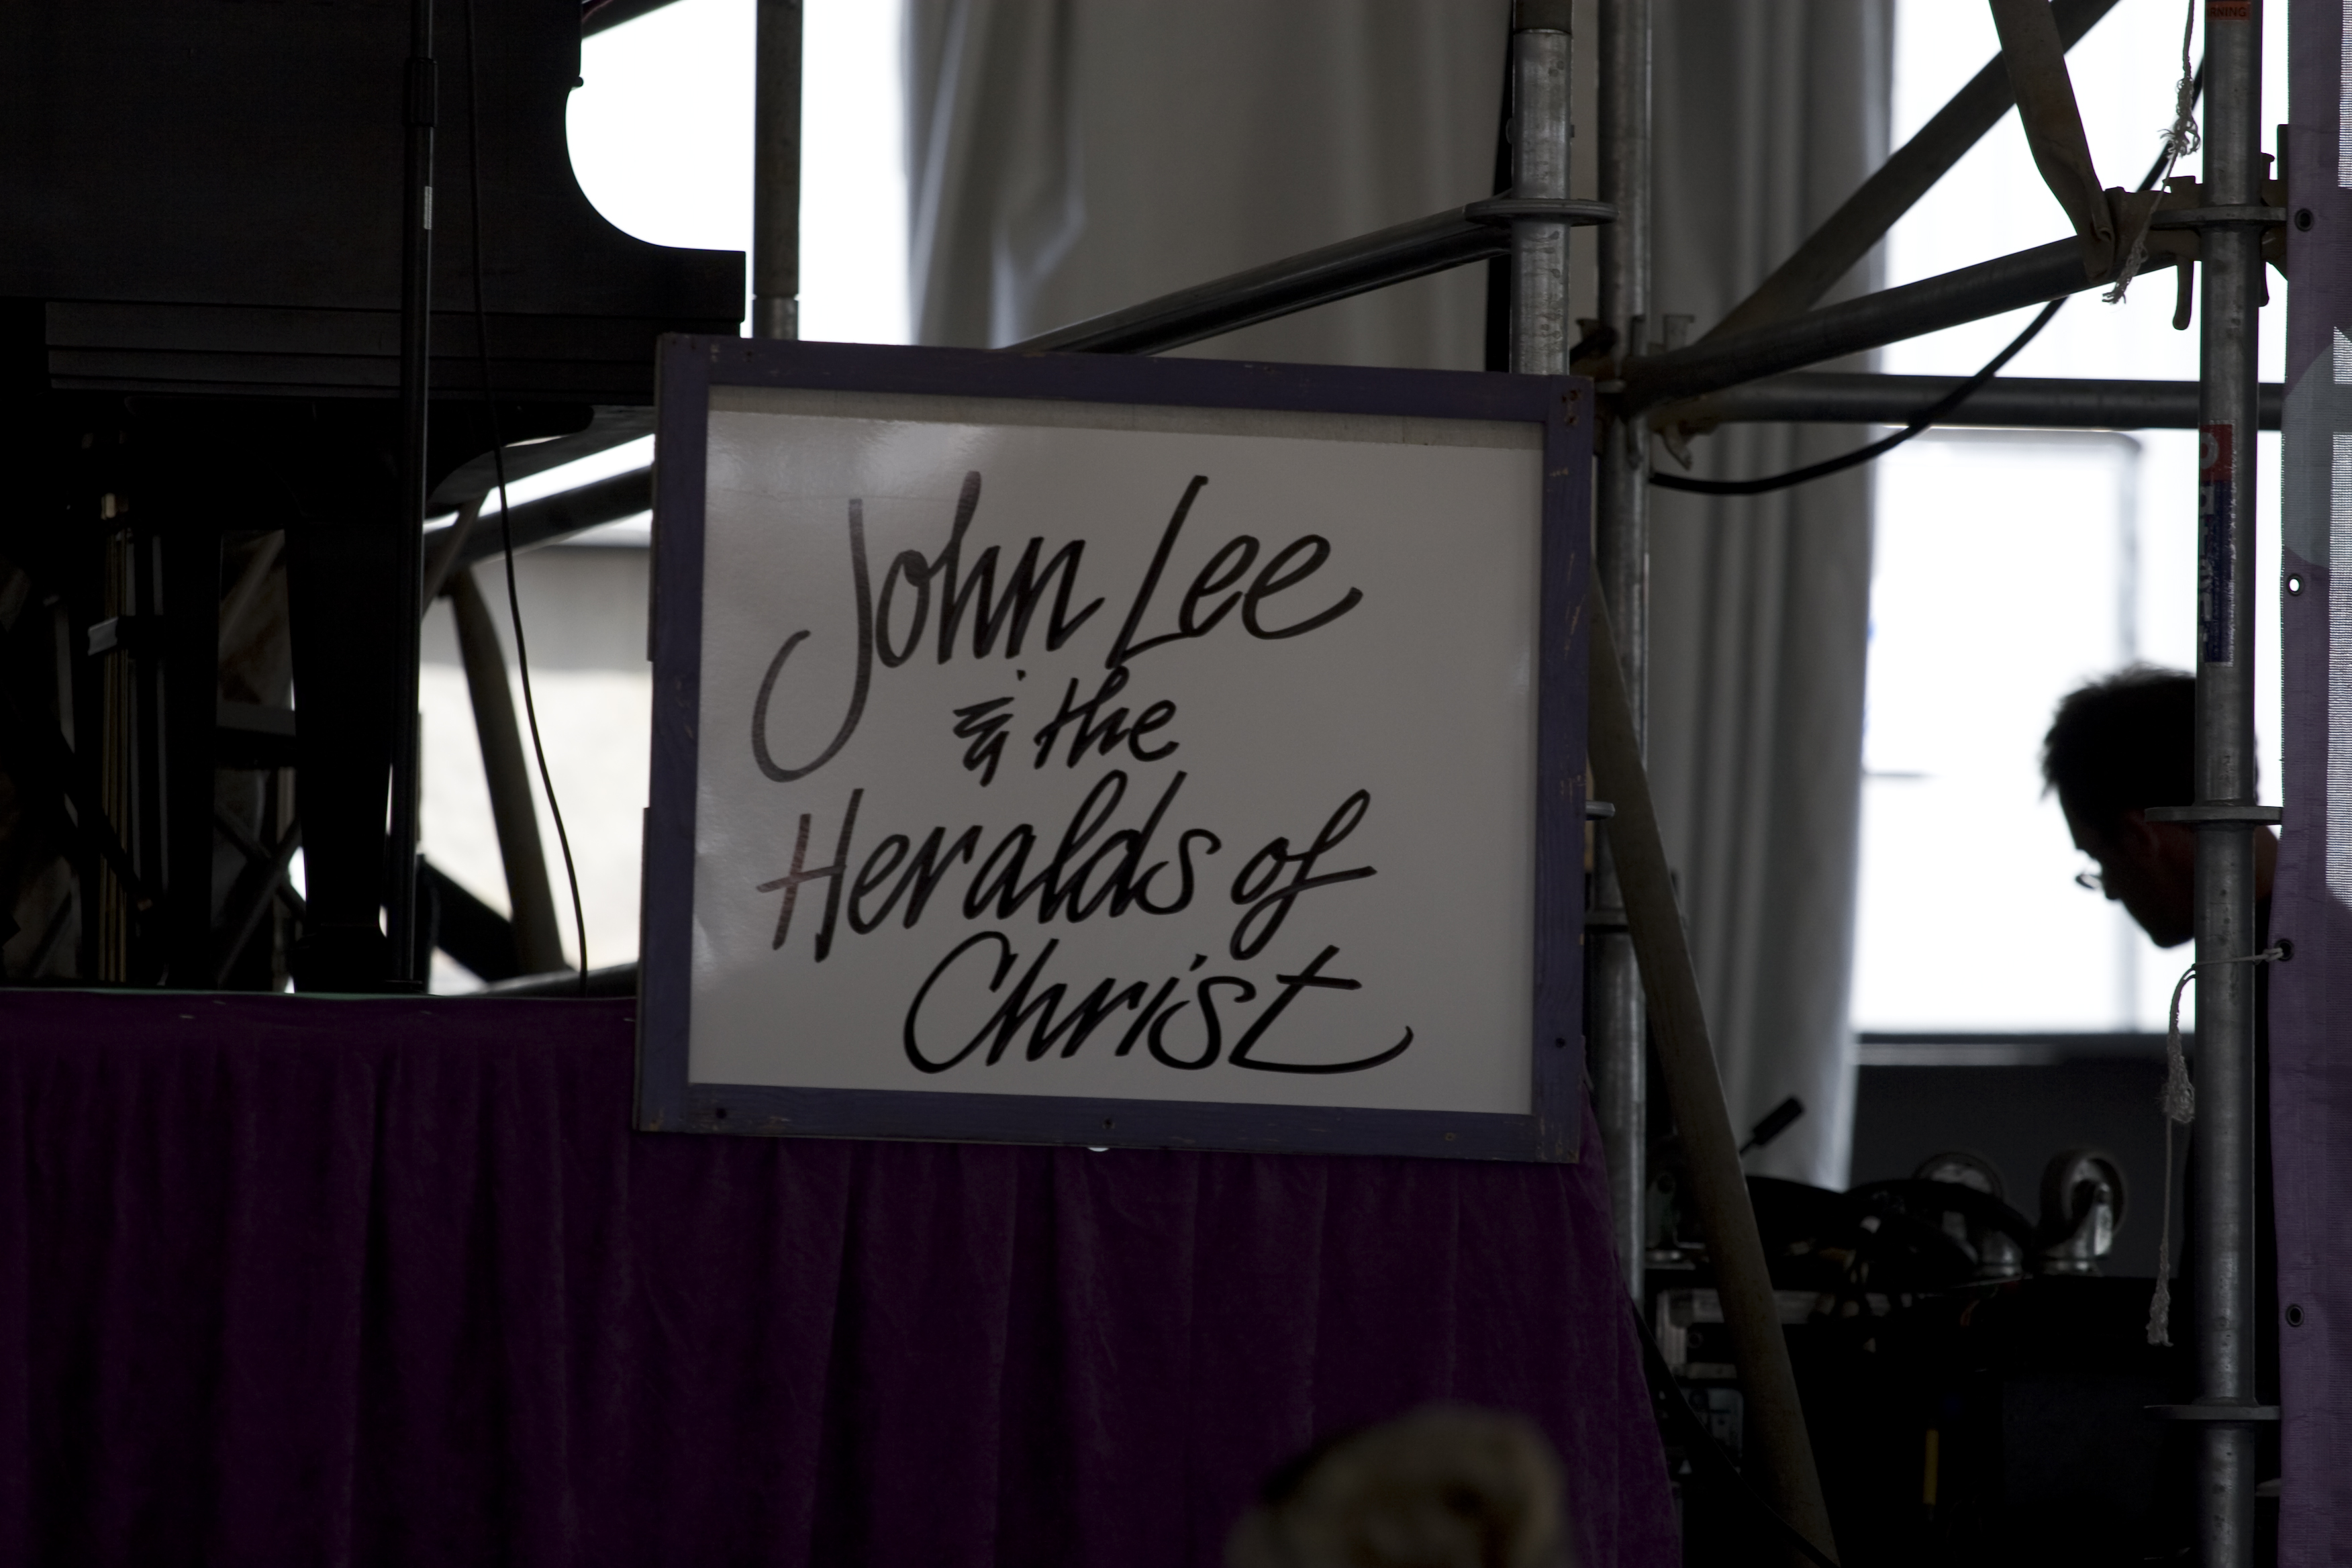 John Lee
& the
Heralds of
Christ